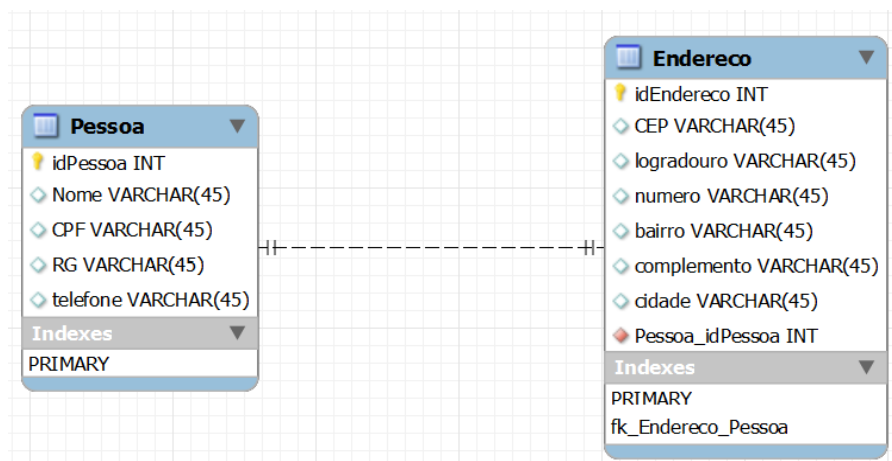 Pessoa
idPessoa INT
Nome VARCHAR(45)
CPF VARCHAR(45)
RG VARCHAR(45)
telefone VARCHAR(45)
Indexes
PRIMARY
Endereco
idEndereco INT
CEP VARCHAR(45)
logradouro VARCHAR(45)
numero VARCHAR(45)
bairro VARCHAR(45)
complemento VARCHAR(45)
cidade VARCHAR(45)
Pessoa_idPessoa INT
Indexes
PRIMARY
fk_Endereco_Pessoa